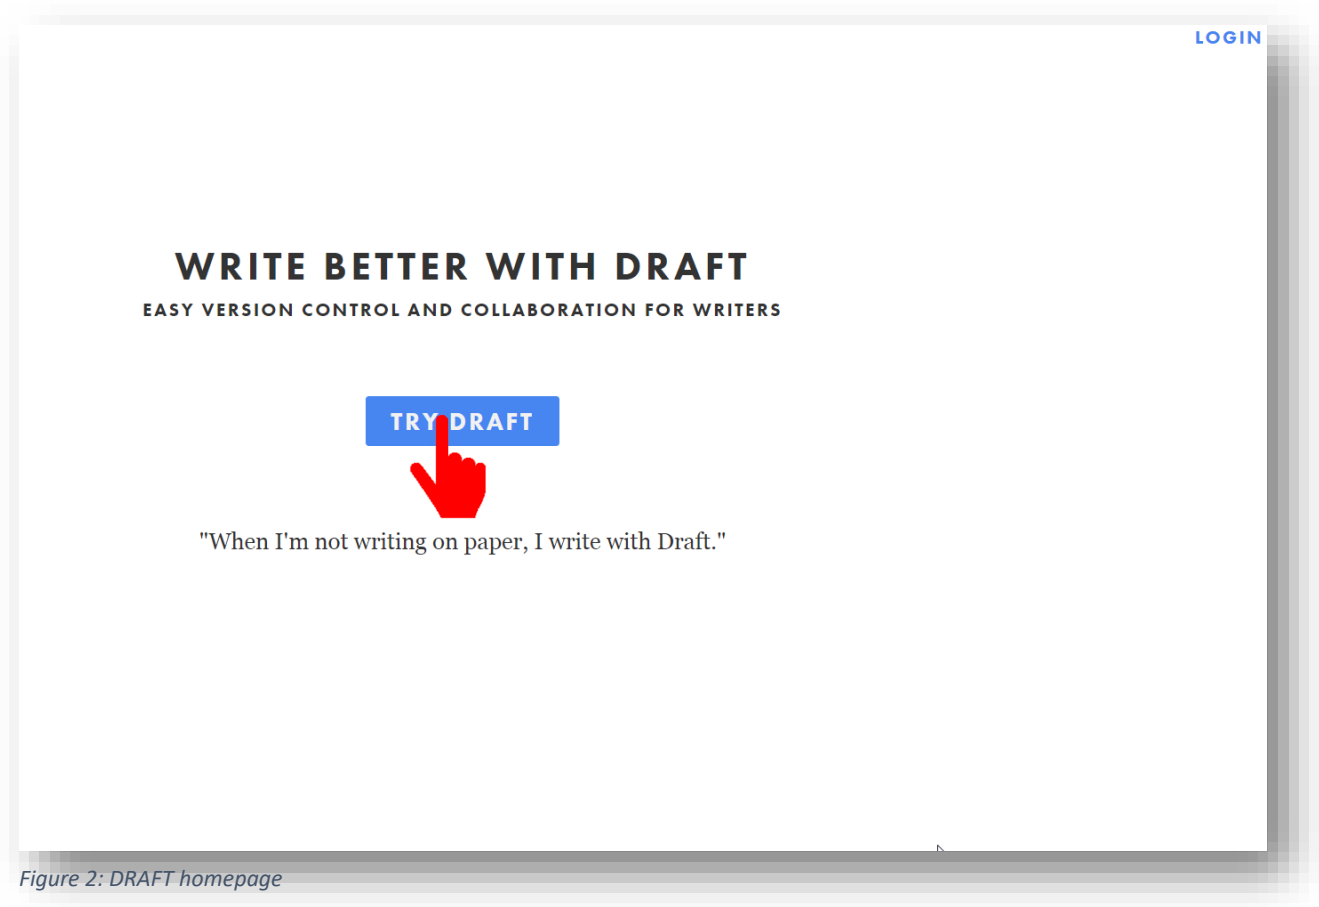 LOGIN
WRITE BETTER WITH DRAFT
EASY VERSION CONTROL AND COLLABORATION FOR WRITERS
TRY DRAFT
"When I'm not writing on paper, I write with Draft."
Figure 2: DRAFT homepage